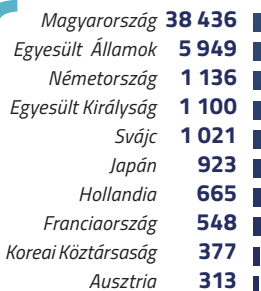 Magyarország 38 436
Egyesült Államok 5 949
Németország 1 136
Egyesült Királyság 1 100
Svájc 1 021
Japán 923
Hollandia 665
Franciaország 548
Koreai Köztársaság 377
Ausztria 313